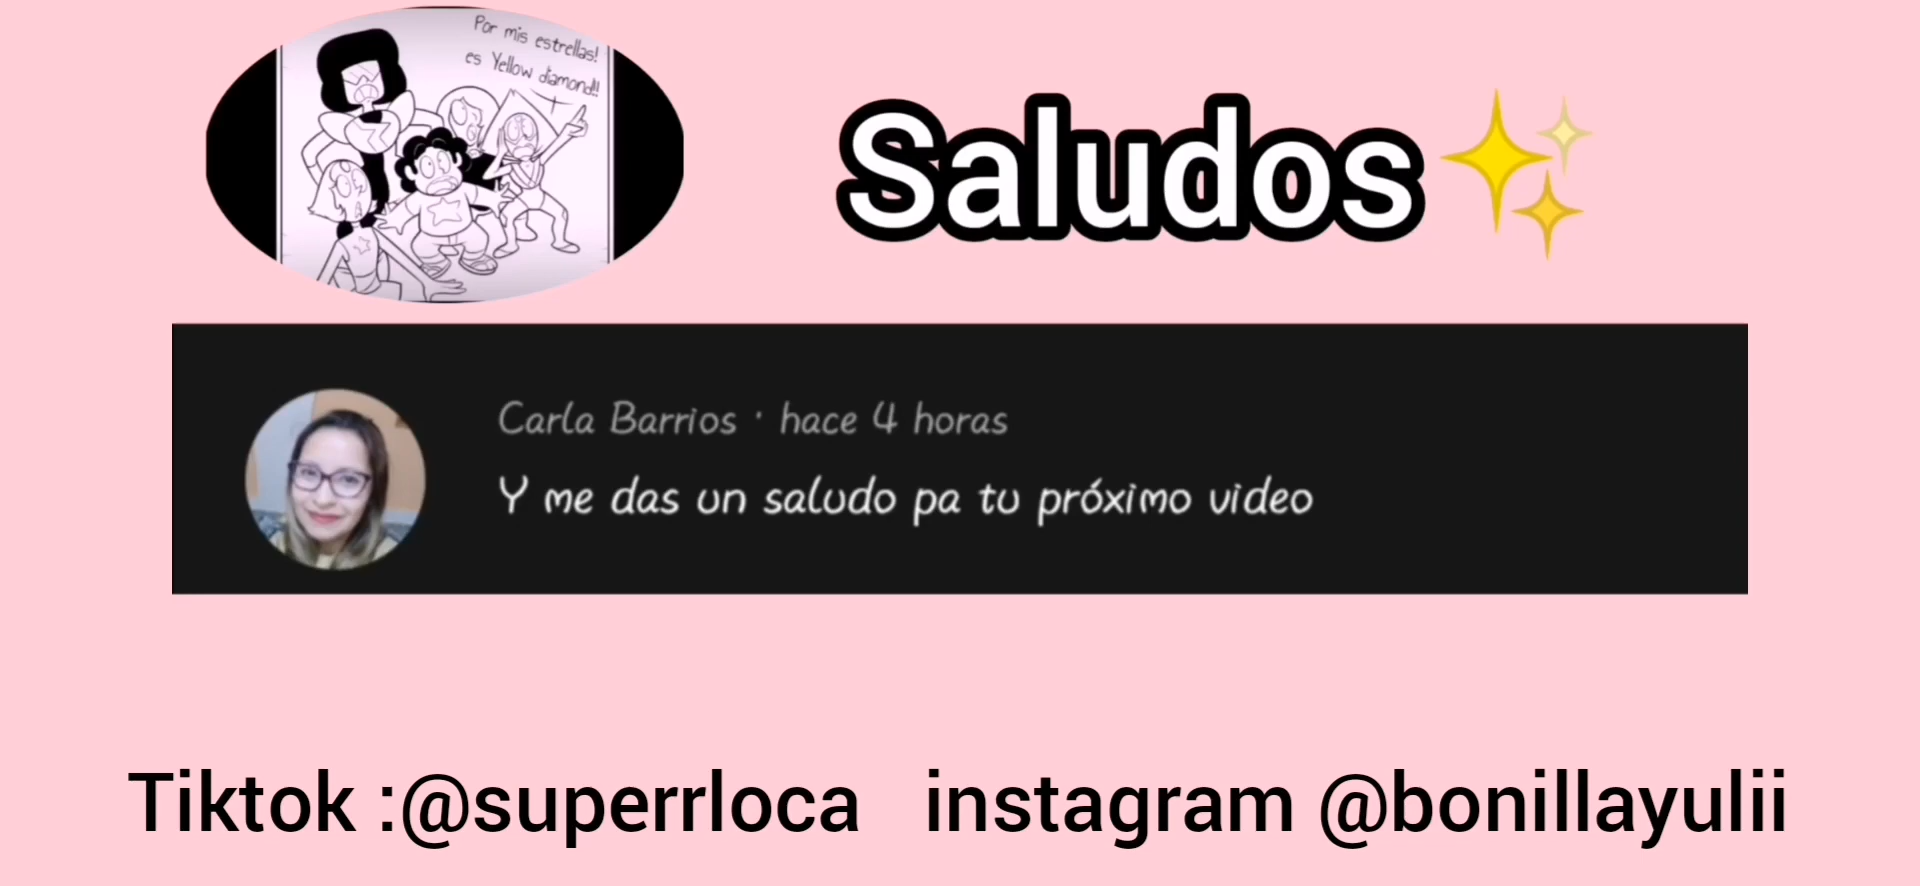 Por mis estrellas!
es Yellow diamond!!
Saludos
Carla Barrios · hace 4 horas
Y me das un saludo pa tu próximo video
Tiktok :@superrloca instagram @bonillayulii